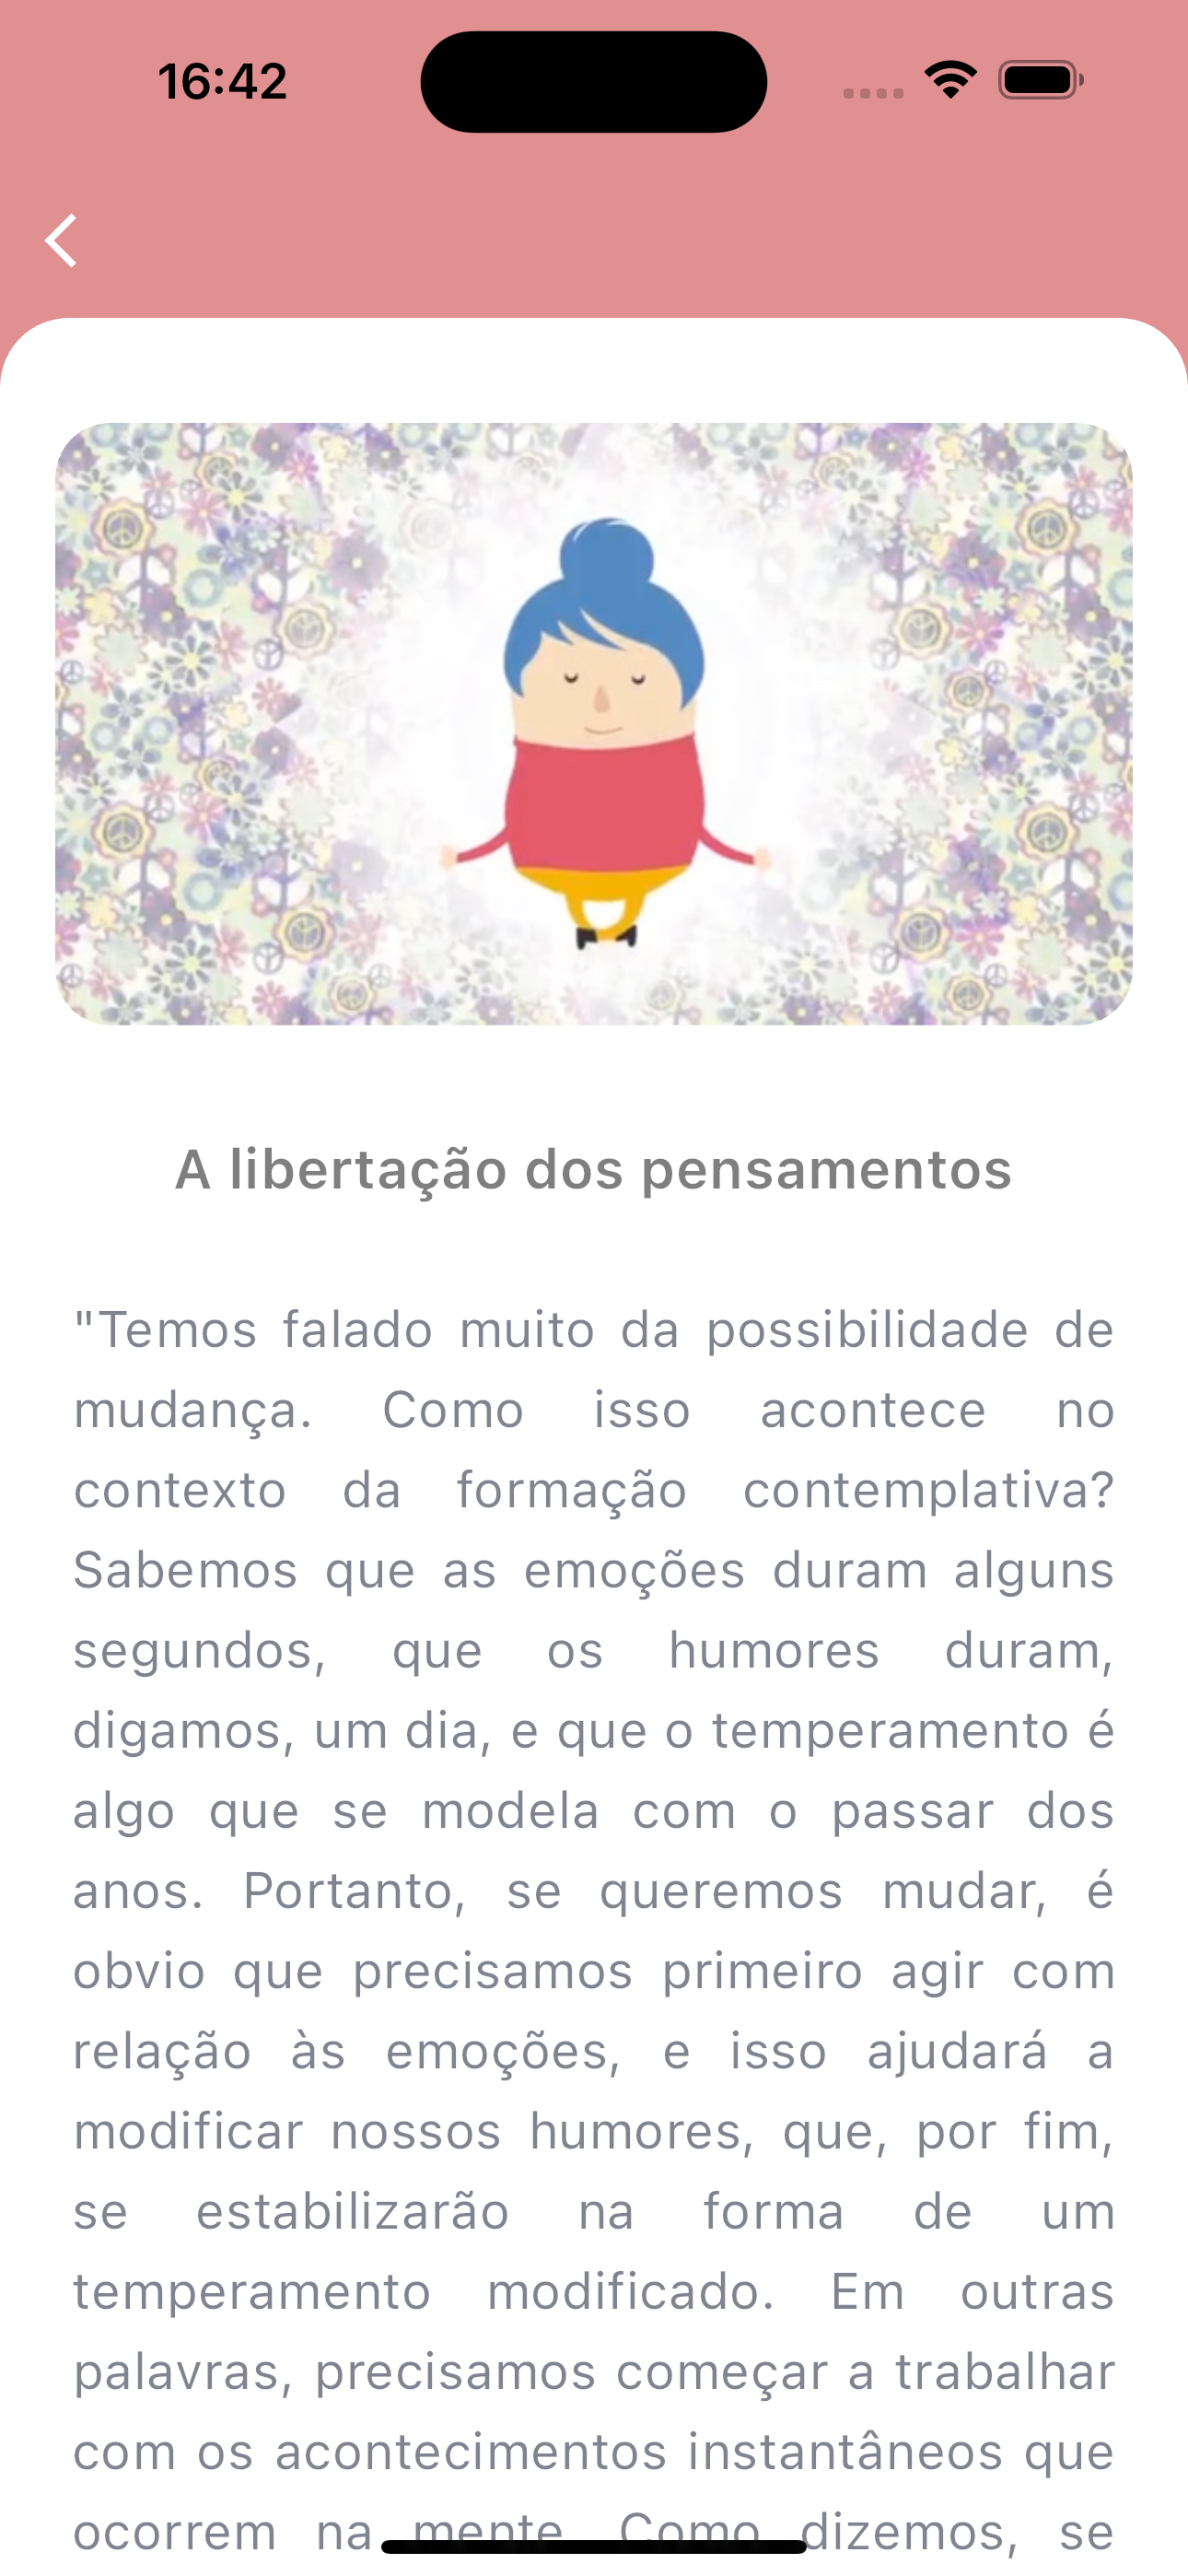 16:42
A libertação dos pensamentos
"Temos falado muito da possibilidade de
mudança. Como isso acontece no
contexto da formação contemplativa?
Sabemos que as emoções duram alguns
segundos, que os humores duram,
digamos, um dia, e que o temperamento é
algo que se modela com o passar dos
anos. Portanto, se queremos mudar, é
obvio que precisamos primeiro agir com
relação às emoções, e isso ajudará a
modificar nossos humores, que, por fim,
se estabilizarão na forma de um
temperamento modificado. Em outras
palavras, precisamos começar a trabalhar
com os acontecimentos instantâneos que
ocorrem na mente. Como dizemos, se